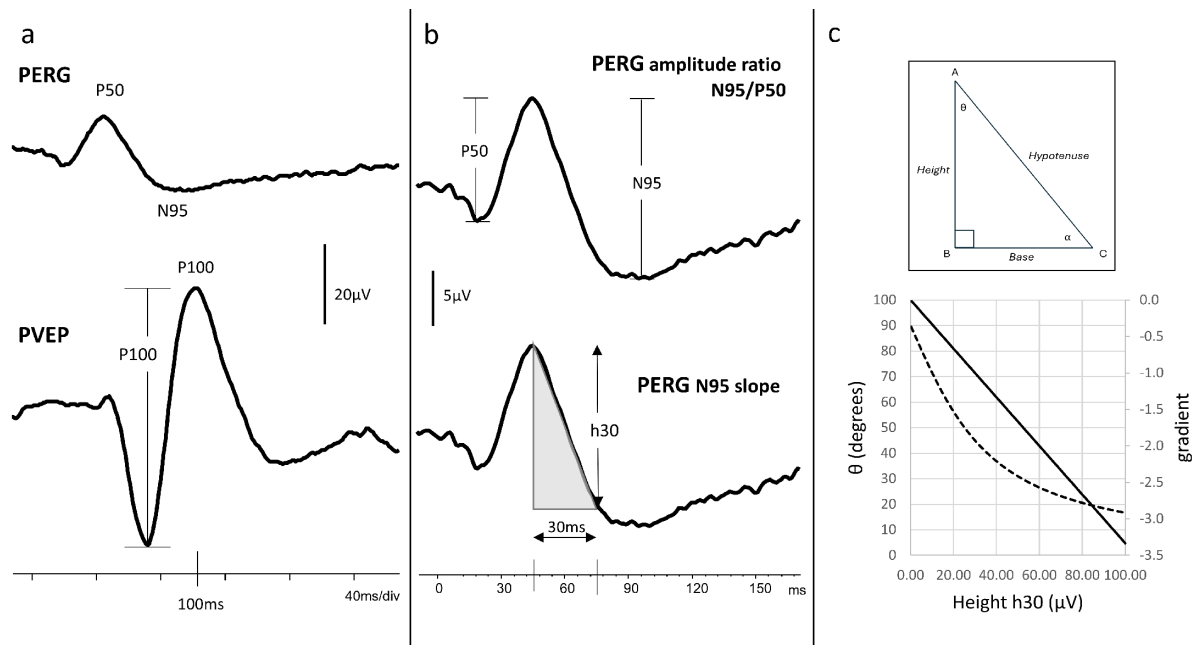 a
PERG
P50
N95
P100
20µV
PVEP
P100
100ms
40ms/div
b
PERG amplitude ratio
N95/P50
P50
N95
5µV
PERG N95 slope
h30
30ms
0 30 60 90 120 150 ms
c
A
θ
Height
Hypotenuse
B
α
C
Base
100
90
80
70
60
50
40
30
20
10
0
θ (degrees)
0.0
-0.5
-1.0
-1.5
-2.0
-2.5
-3.0
-3.5
gradient
0.00 20.00 40.00 60.00 80.00 100.00
Height h30 (µV)